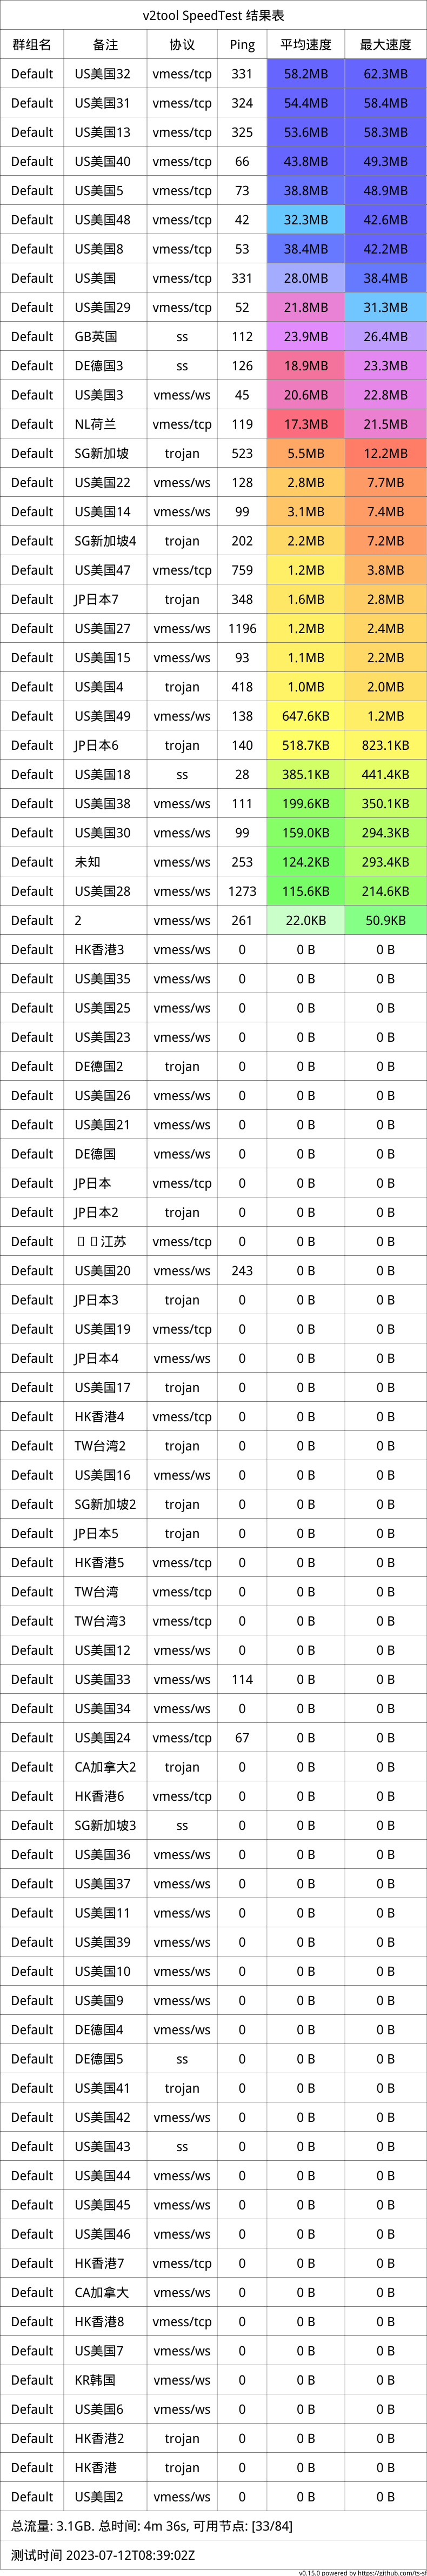 v2tool SpeedTest 结果表
群组名 备注 协议 Ping 平均速度 最大速度
Default US美国32 vmess/tcp 331 58.2MB 62.3MB
Default US美国31 vmess/tcp 324 54.4MB 58.4MB
Default US美国13 vmess/tcp 325 53.6MB 58.3MB
Default US美国40 vmess/tcp 66 43.8MB 49.3MB
Default US美国5 vmess/tcp 73 38.8MB 48.9MB
Default US美国48 vmess/tcp 42 32.3MB 42.6MB
Default US美国8 vmess/tcp 53 38.4MB 42.2MB
Default US美国 vmess/tcp 331 28.0MB 38.4MB
Default US美国29 vmess/tcp 52 21.8MB 31.3MB
Default GB英国 ss 112 23.9MB 26.4MB
Default DE德国3 ss 126 18.9MB 23.3MB
Default US美国3 vmess/ws 45 20.6MB 22.8MB
Default NL荷兰 vmess/tcp 119 17.3MB 21.5MB
Default SG新加坡 trojan 523 5.5MB 12.2MB
Default US美国22 vmess/ws 128 2.8MB 7.7MB
Default US美国14 vmess/ws 99 3.1MB 7.4MB
Default SG新加坡4 trojan 202 2.2MB 7.2MB
Default US美国47 vmess/tcp 759 1.2MB 3.8MB
Default JP日本7 trojan 348 1.6MB 2.8MB
Default US美国27 vmess/ws 1196 1.2MB 2.4MB
Default US美国15 vmess/ws 93 1.1MB 2.2MB
Default US美国4 trojan 418 1.0MB 2.0MB
Default US美国49 vmess/ws 138 647.6KB 1.2MB
Default JP日本6 trojan 140 518.7KB 823.1KB
Default US美国18 ss 28 385.1KB 441.4KB
Default US美国38 vmess/ws 111 199.6KB 350.1KB
Default US美国30 vmess/ws 99 159.0KB 294.3KB
Default 未知 vmess/ws 253 124.2KB 293.4KB
Default US美国28 vmess/ws 1273 115.6KB 214.6KB
Default 2 vmess/ws 261 22.0KB 50.9KB
Default HK香港3 vmess/ws 0 0 B 0 B
Default US美国35 vmess/ws 0 0 B 0 B
Default US美国25 vmess/ws 0 0 B 0 B
Default US美国23 vmess/ws 0 0 B 0 B
Default DE德国2 trojan 0 0 B 0 B
Default US美国26 vmess/ws 0 0 B 0 B
Default US美国21 vmess/ws 0 0 B 0 B
Default DE德国 vmess/ws 0 0 B 0 B
Default JP日本 vmess/tcp 0 0 B 0 B
Default JP日本2 trojan 0 0 B 0 B
Default 江苏 vmess/tcp 0 0 B 0 B
Default US美国20 vmess/ws 243 0 B 0 B
Default JP日本3 trojan 0 0 B 0 B
Default US美国19 vmess/tcp 0 0 B 0 B
Default JP日本4 vmess/ws 0 0 B 0 B
Default US美国17 trojan 0 0 B 0 B
Default HK香港4 vmess/tcp 0 0 B 0 B
Default TW台湾2 trojan 0 0 B 0 B
Default US美国16 vmess/ws 0 0 B 0 B
Default SG新加坡2 trojan 0 0 B 0 B
Default JP日本5 trojan 0 0 B 0 B
Default HK香港5 vmess/tcp 0 0 B 0 B
Default TW台湾 vmess/tcp 0 0 B 0 B
Default TW台湾3 vmess/tcp 0 0 B 0 B
Default US美国12 vmess/ws 0 0 B 0 B
Default US美国33 vmess/ws 114 0 B 0 B
Default US美国34 vmess/ws 0 0 B 0 B
Default US美国24 vmess/tcp 67 0 B 0 B
Default CA加拿大2 trojan 0 0 B 0 B
Default HK香港6 vmess/tcp 0 0 B 0 B
Default SG新加坡3 ss 0 0 B 0 B
Default US美国36 vmess/ws 0 0 B 0 B
Default US美国37 vmess/ws 0 0 B 0 B
Default US美国11 vmess/ws 0 0 B 0 B
Default US美国39 vmess/ws 0 0 B 0 B
Default US美国10 vmess/ws 0 0 B 0 B
Default US美国9 vmess/ws 0 0 B 0 B
Default DE德国4 vmess/ws 0 0 B 0 B
Default DE德国5 ss 0 0 B 0 B
Default US美国41 trojan 0 0 B 0 B
Default US美国42 vmess/ws 0 0 B 0 B
Default US美国43 ss 0 0 B 0 B
Default US美国44 vmess/ws 0 0 B 0 B
Default US美国45 vmess/ws 0 0 B 0 B
Default US美国46 vmess/ws 0 0 B 0 B
Default HK香港7 vmess/tcp 0 0 B 0 B
Default CA加拿大 vmess/ws 0 0 B 0 B
Default HK香港8 vmess/tcp 0 0 B 0 B
Default US美国7 vmess/ws 0 0 B 0 B
Default KR韩国 vmess/ws 0 0 B 0 B
Default US美国6 vmess/ws 0 0 B 0 B
Default HK香港2 trojan 0 0 B 0 B
Default HK香港 trojan 0 0 B 0 B
Default US美国2 vmess/ws 0 0 B 0 B
总流量: 3.1GB. 总时间: 4m 36s, 可用节点: [33/84]
测试时间 2023-07-12T08:39:02Z
v0.15.0 powered by https://github.com/ts-sf